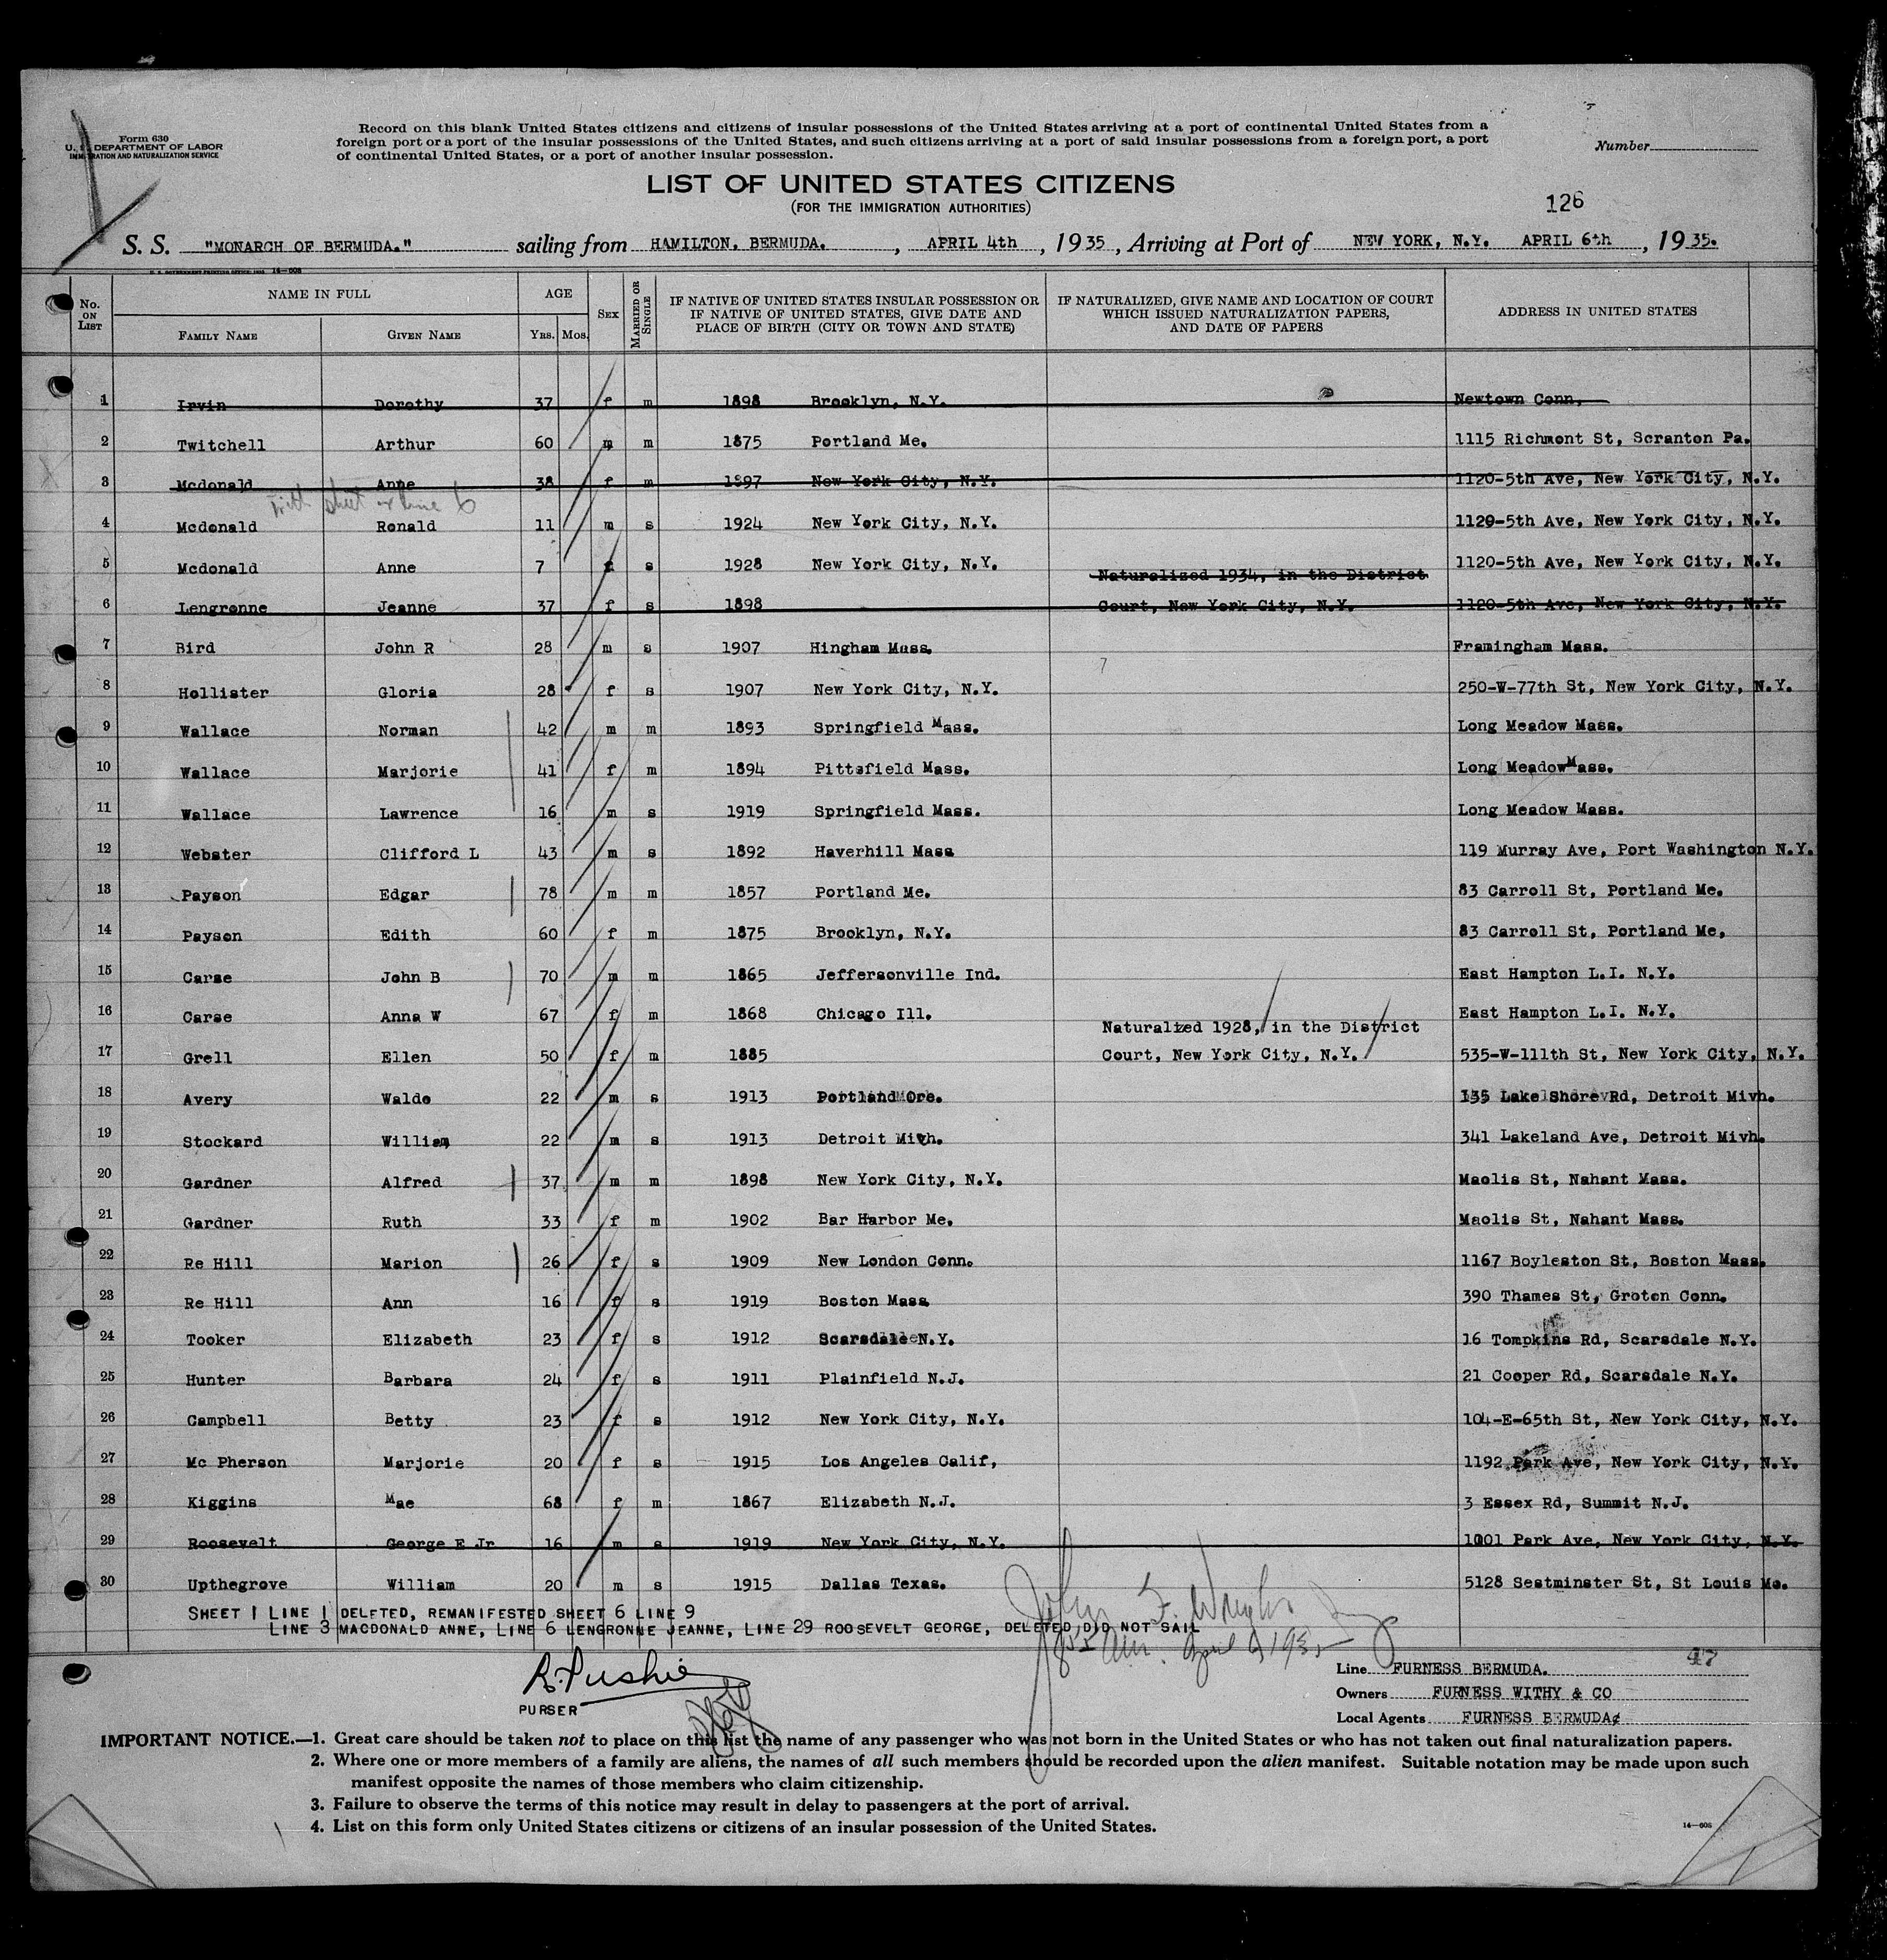 Form 630
U. S. DEPARTMENT OF LABOR
IMMIGRATION AND NATURALIZATION SERVICE
Record on this blank United States citizens and citizens of insular possessions of the United States arriving at a port of continental United States from a
foreign port or a port of the insular possessions of the United States, and such citizens arriving at a port of said insular possessions from a foreign port, a port
of continental United States, or a port of another insular possession.
Number
LIST OF UNITED STATES CITIZENS
(FOR THE IMMIGRATION AUTHORITIES)
126
S. S. "MONARCH OF BERMUDA." sailing from HAMILTON. BERMUDA. , APRIL 4th , 1935 , Arriving at Port of NEW YORK, N.Y. APRIL 6th , 1935.
U. S. GOVERNMENT PRINTING OFFICE: 1934 14—608
No. ON LIST NAME IN FULL FAMILY NAME GIVEN NAME AGE YRS. MOS. SEX MARRIED OR SINGLE IF NATIVE OF UNITED STATES INSULAR POSSESSION OR IF NATIVE OF UNITED STATES, GIVE DATE AND PLACE OF BIRTH (CITY OR TOWN AND STATE) IF NATURALIZED, GIVE NAME AND LOCATION OF COURT WHICH ISSUED NATURALIZATION PAPERS, AND DATE OF PAPERS ADDRESS IN UNITED STATES
1 Irvin Dorothy 37 f m 1898 Brooklyn, N.Y. Newtown Conn,
2 Twitchell Arthur 60 m m 1875 Portland Me. 1115 Richmont St, Scranton Pa.
3 Mcdonald Anne 38 f m 1897 New York City, N.Y. 1120-5th Ave, New York City, N.Y.
4 Mcdonald Ronald 11 m s 1924 New York City, N.Y. 1120-5th Ave, New York City, N.Y.
5 Mcdonald Anne 7 f s 1928 New York City, N.Y. 1120-5th Ave, New York City, N.Y.
Naturalized 1934, in the District
6 Lengronne Jeanne 37 f s 1898 Court, New York City, N.Y. 1120-5th Ave, New York City, N.Y.
7 Bird John R 28 m s 1907 Hingham Mass. Framingham Mass.
8 Hollister Gloria 28 f s 1907 New York City, N.Y. 250-W-77th St, New York City, N.Y.
9 Wallace Norman 42 m m 1893 Springfield Mass. Long Meadow Mass.
10 Wallace Marjorie 41 f m 1894 Pittsfield Mass. Long Meadow Mass.
11 Wallace Lawrence 16 m s 1919 Springfield Mass. Long Meadow Mass.
12 Webster Clifford L 43 m s 1892 Haverhill Mass 119 Murray Ave, Port Washington N.Y.
13 Payson Edgar 78 m m 1857 Portland Me. 83 Carroll St, Portland Me.
14 Payson Edith 60 f m 1875 Brooklyn, N.Y. 83 Carroll St, Portland Me,
15 Carse John B 70 m m 1865 Jeffersonville Ind. East Hampton L.I. N.Y.
16 Carse Anna W 67 f m 1868 Chicago Ill. East Hampton L.I. N.Y.
Naturalized 1928, in the District
17 Grell Ellen 50 f m 1885 Court, New York City, N.Y. 535-W-111th St, New York City, N.Y.
18 Avery Waldo 22 m s 1913 Portland Ore. 135 Lake Shore Rd, Detroit Mivh.
19 Stockard William 22 m s 1913 Detroit Mich. 341 Lakeland Ave, Detroit Mivh.
20 Gardner Alfred 37 m m 1898 New York City, N.Y. Maolis St, Nahant Mass.
21 Gardner Ruth 33 f m 1902 Bar Harbor Me. Maolis St, Nahant Mass.
22 Re Hill Marion 26 f s 1909 New London Conn. 1167 Boyleston St, Boston Mass.
23 Re Hill Ann 16 f s 1919 Boston Mass 390 Thames St, Groton Conn.
24 Tooker Elizabeth 23 f s 1912 Scarsdale N.Y. 16 Tompkins Rd, Scarsdale N.Y.
25 Hunter Barbara 24 f s 1911 Plainfield N.J. 21 Cooper Rd, Scarsdale N.Y.
26 Campbell Betty 23 f s 1912 New York City, N.Y. 104-E-65th St, New York City, N.Y.
27 Mc Pherson Marjorie 20 f s 1915 Los Angeles Calif, 1192 Park Ave, New York City, N.Y.
28 Kiggins Mae 68 f m 1867 Elizabeth N.J. 3 Essex Rd, Summit N.J.
29 Roosevelt George E Jr 16 m s 1919 New York City, N.Y. 1001 Park Ave, New York City, N.Y.
30 Upthegrove William 20 m s 1915 Dallas Texas. 5128 Sestminster St, St Louis Mo.
SHEET 1 LINE 1 DELETED, REMANIFESTED SHEET 6 LINE 9
LINE 3 MACDONALD ANNE, LINE 6 LENGRONNE JEANNE, LINE 29 ROOSEVELT GEORGE, DELETED DID NOT SAIL
John F. Wright
April 6 1935
R. Pushie
PURSER
47
Line FURNESS BERMUDA.
Owners FURNESS WITHY & CO
Local Agents FURNESS BERMUDA¢
IMPORTANT NOTICE.—1. Great care should be taken not to place on this list the name of any passenger who was not born in the United States or who has not taken out final naturalization papers.
2. Where one or more members of a family are aliens, the names of all such members should be recorded upon the alien manifest. Suitable notation may be made upon such
manifest opposite the names of those members who claim citizenship.
3. Failure to observe the terms of this notice may result in delay to passengers at the port of arrival.
4. List on this form only United States citizens or citizens of an insular possession of the United States.
14—608